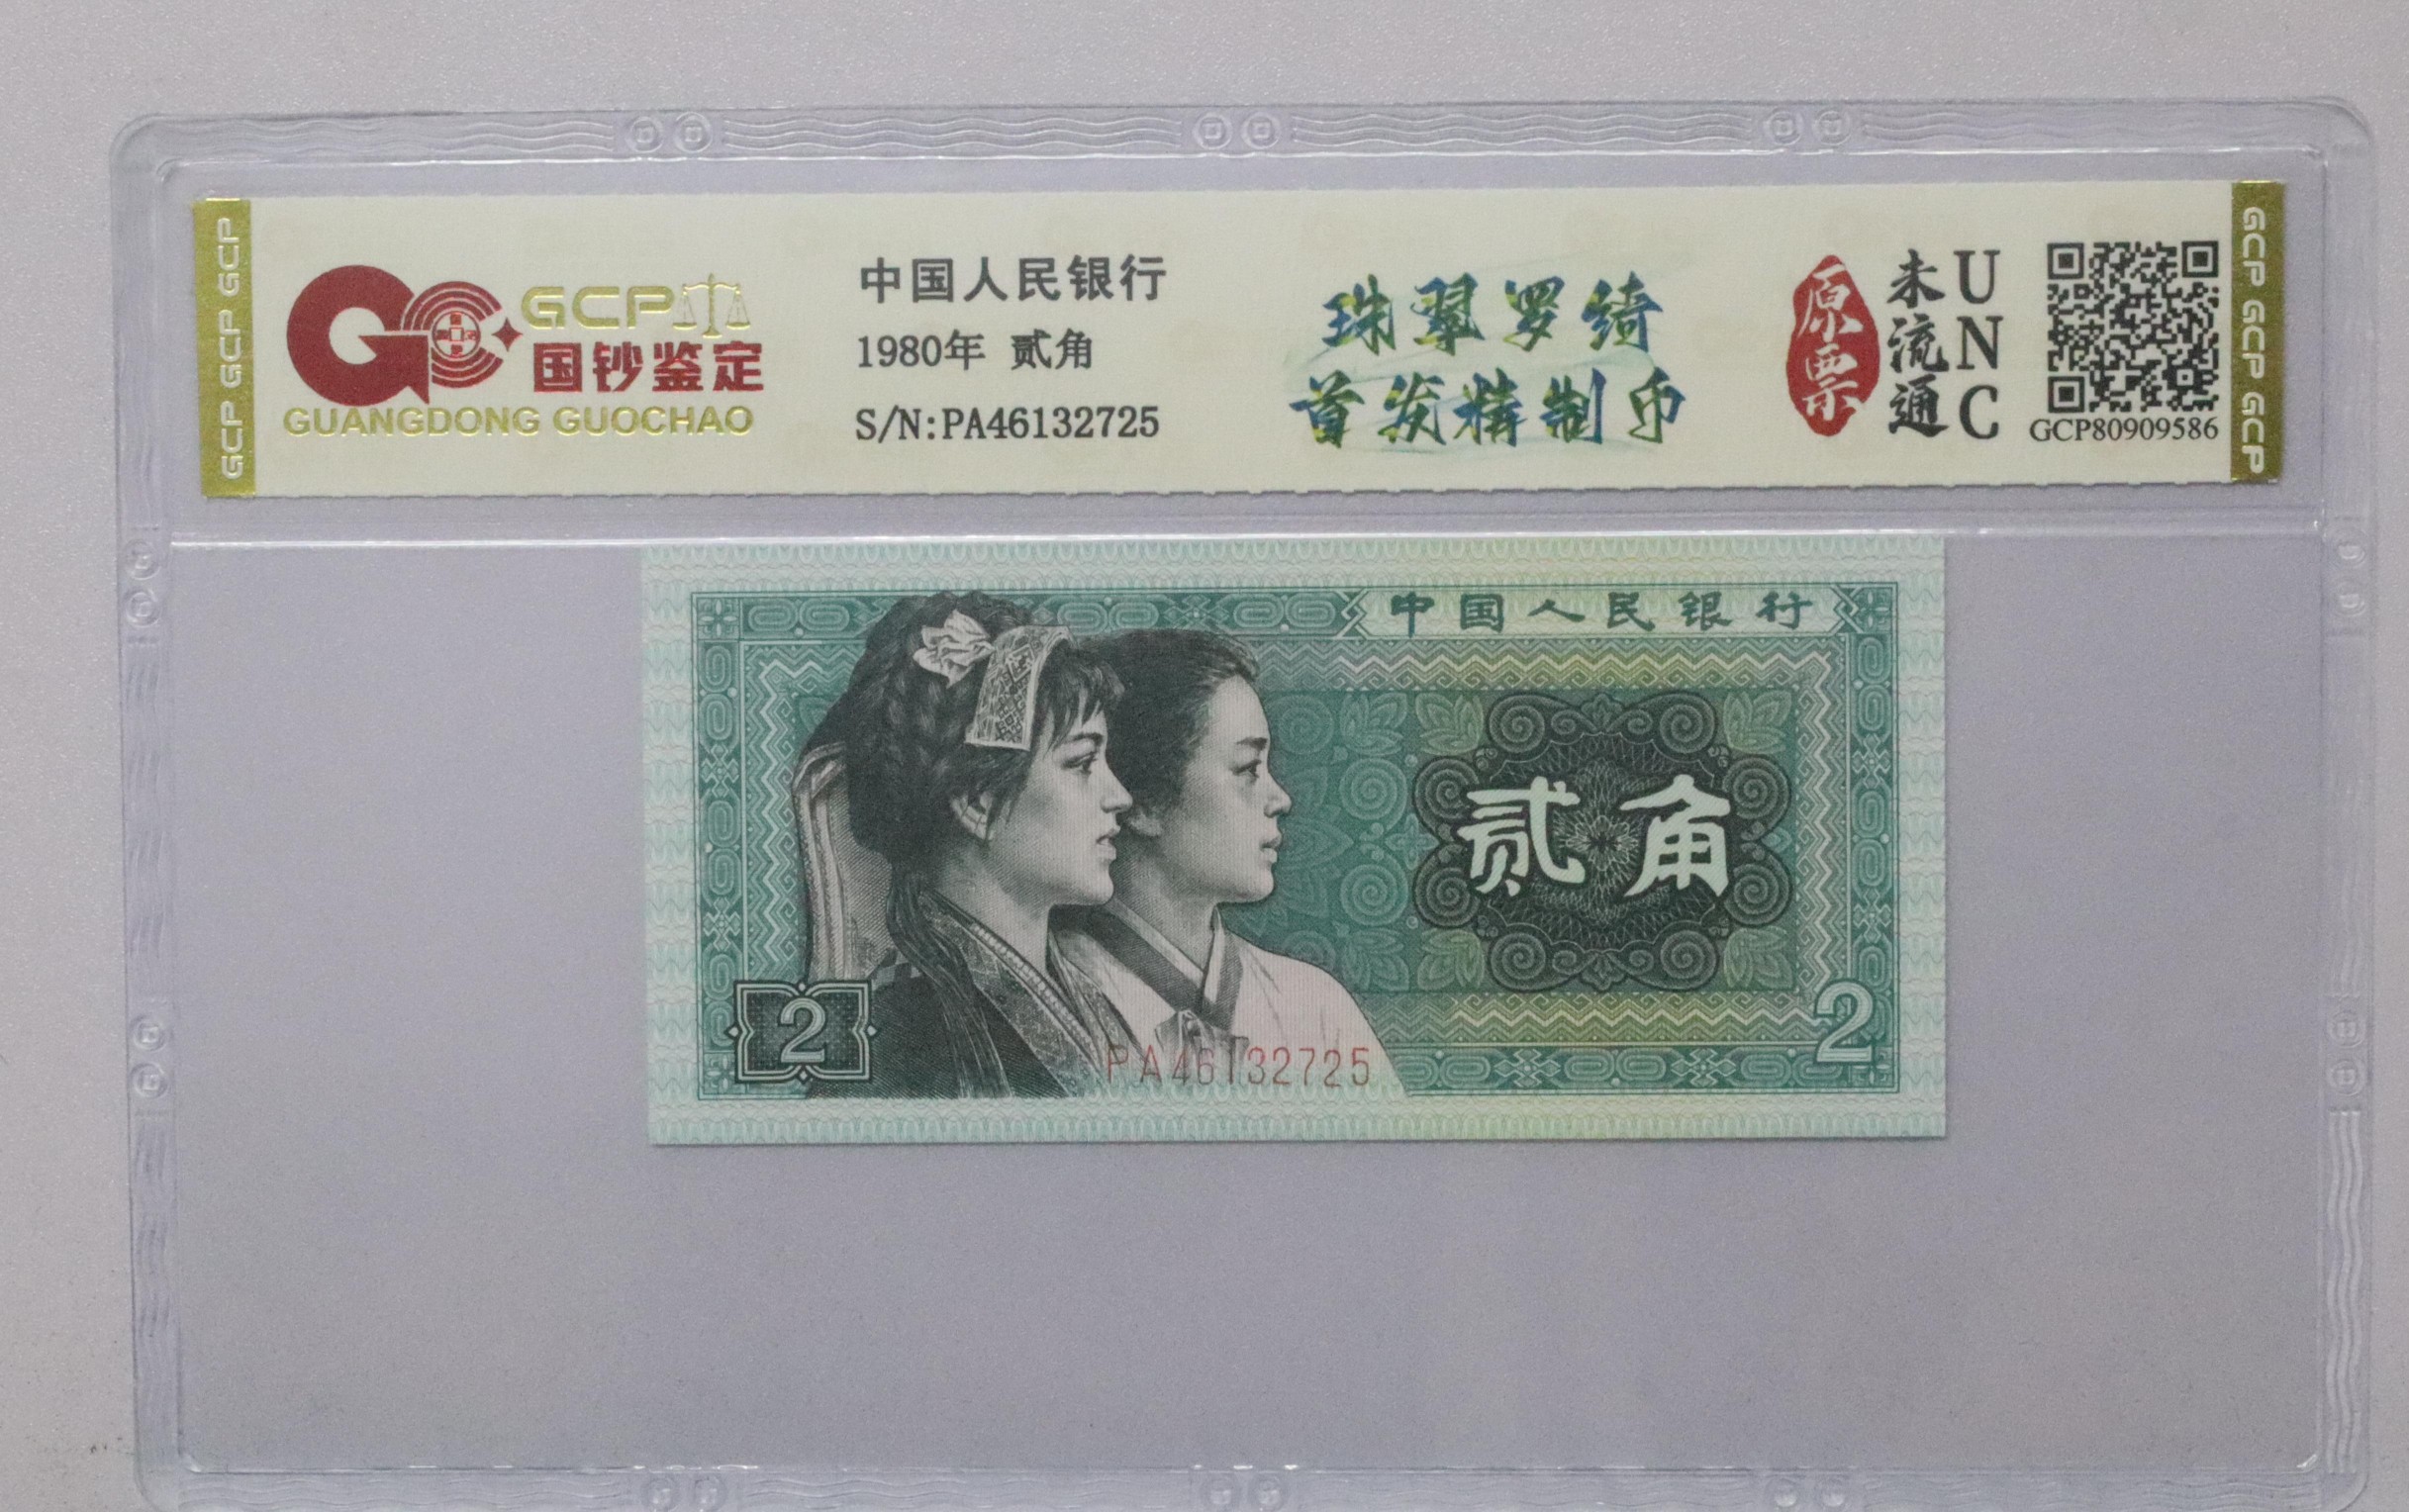 GCP GCP GCP
GCP
国钞鉴定
GUANGDONG GUOCHAO
中国人民银行
1980年 贰角
S/N:PA46132725
珠翠罗绮
首发精制币
原票
未流通
UNC
GCP80909586
GCP GCP GCP
中国人民银行
贰角
2
2
PA46132725